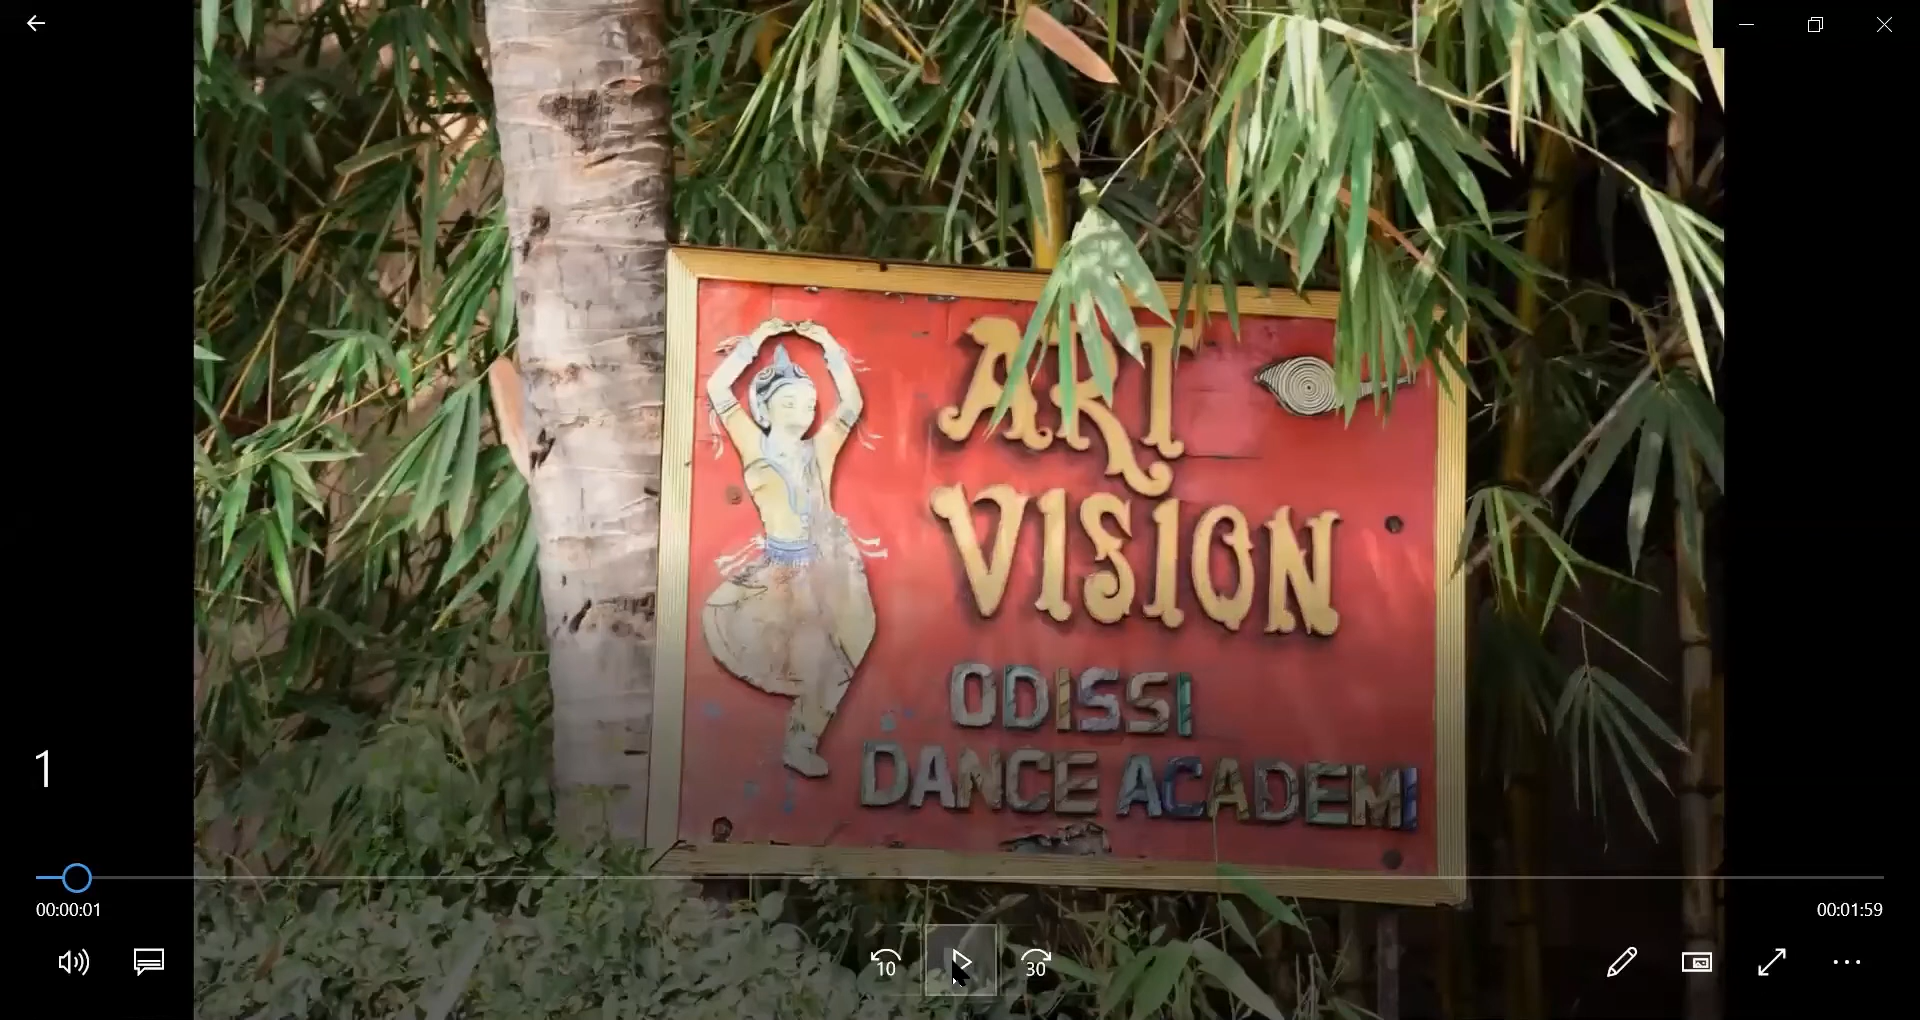 ART
VISION
ODISSI
DANCE ACADEMI
1
00:00:01
00:01:59
10
30